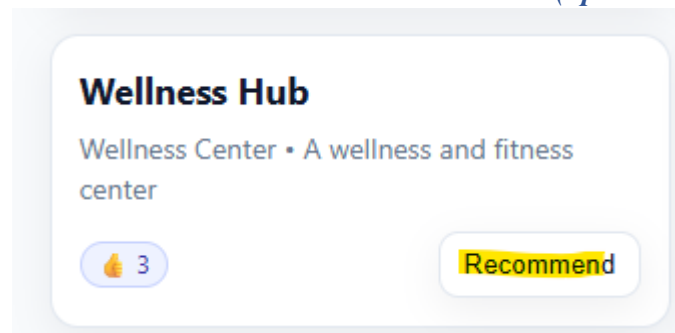 Wellness Hub
Wellness Center • A wellness and fitness
center
👍 3
Recommend